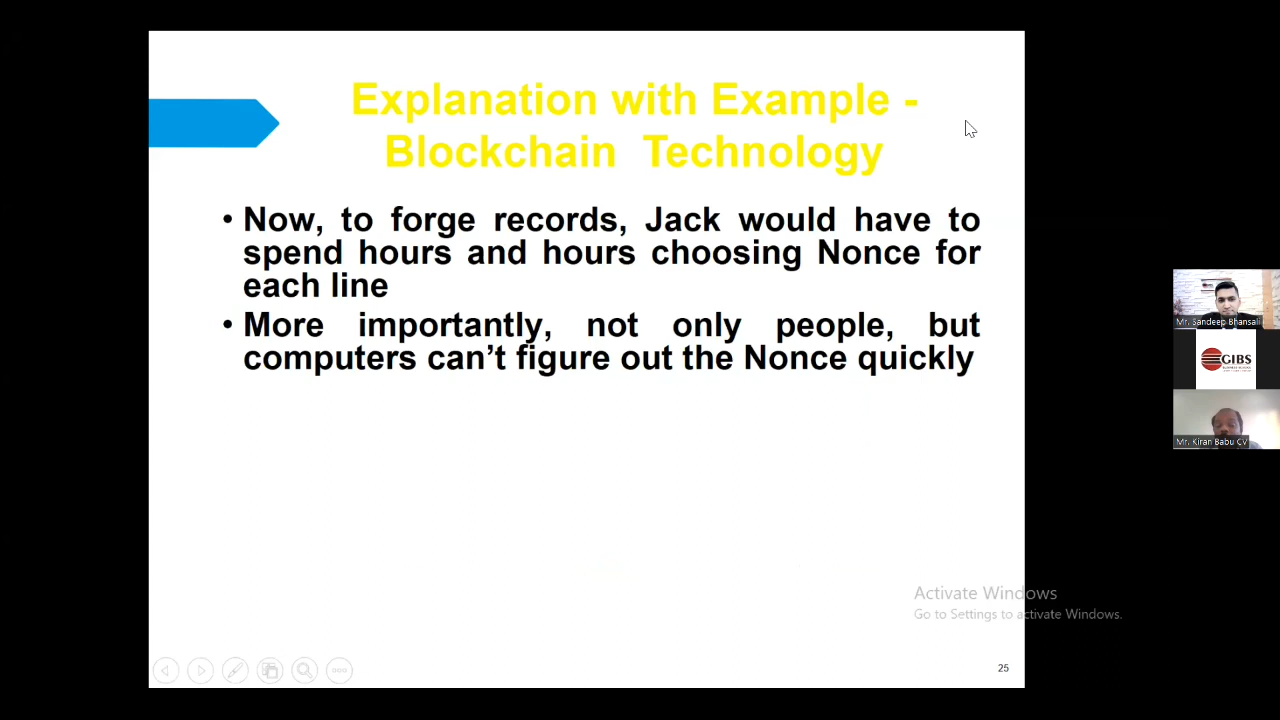 Explanation with Example -
Blockchain Technology
• Now, to forge records, Jack would have to
spend hours and hours choosing Nonce for
each line
• More importantly, not only people, but
computers can't figure out the Nonce quickly
Mr. Sandeep Bhansali
GIBS
Mr. Kiran Babu CV
Activate Windows
Go to Settings to activate Windows.
25